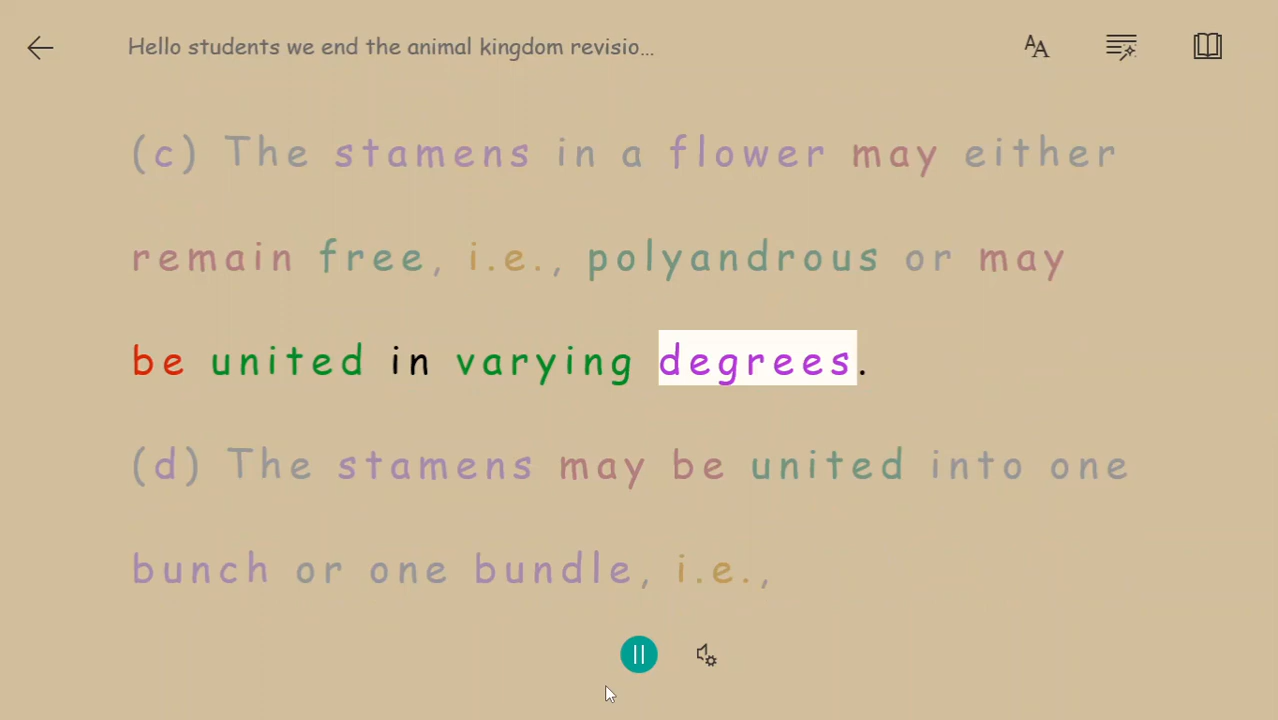 Hello students we end the animal kingdom revisio...
(c) The stamens in a flower may either
remain free, i.e., polyandrous or may
be united in varying degrees.
(d) The stamens may be united into one
bunch or one bundle, i.e.,